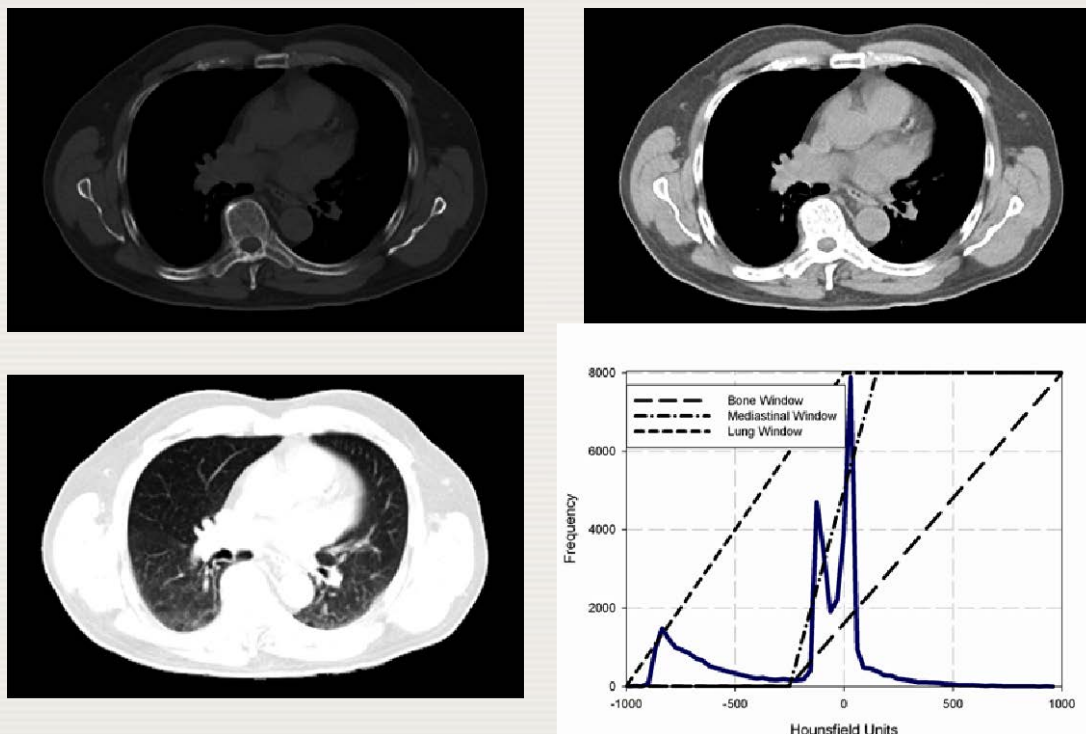 8000
6000
4000
2000
0
Frequency
Bone Window
Mediastinal Window
Lung Window
-1000 -500 0 500 1000
Hounsfield Units